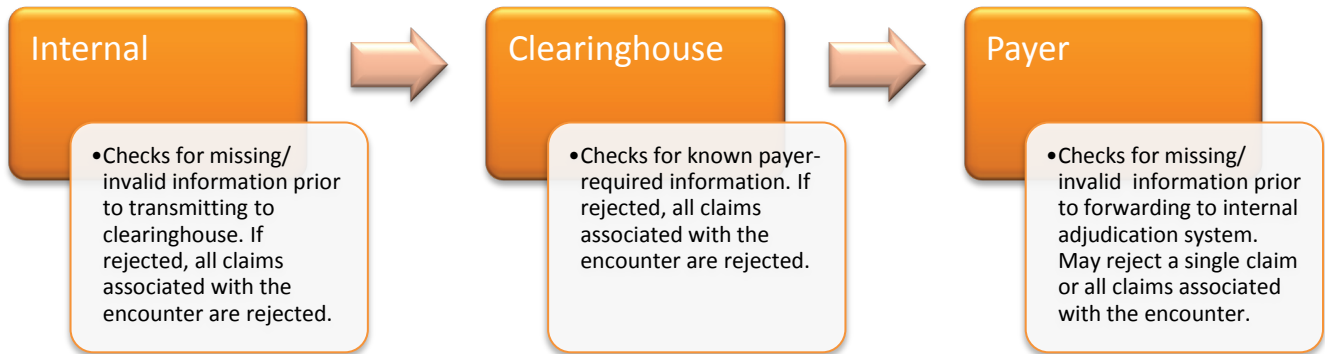 Internal
•Checks for missing/
invalid information prior
to transmitting to
clearinghouse. If
rejected, all claims
associated with the
encounter are rejected.
Clearinghouse
•Checks for known payer-
required information. If
rejected, all claims
associated with the
encounter are rejected.
Payer
•Checks for missing/
invalid  information prior
to forwarding to internal
adjudication system.
May reject a single claim
or all claims associated
with the encounter.